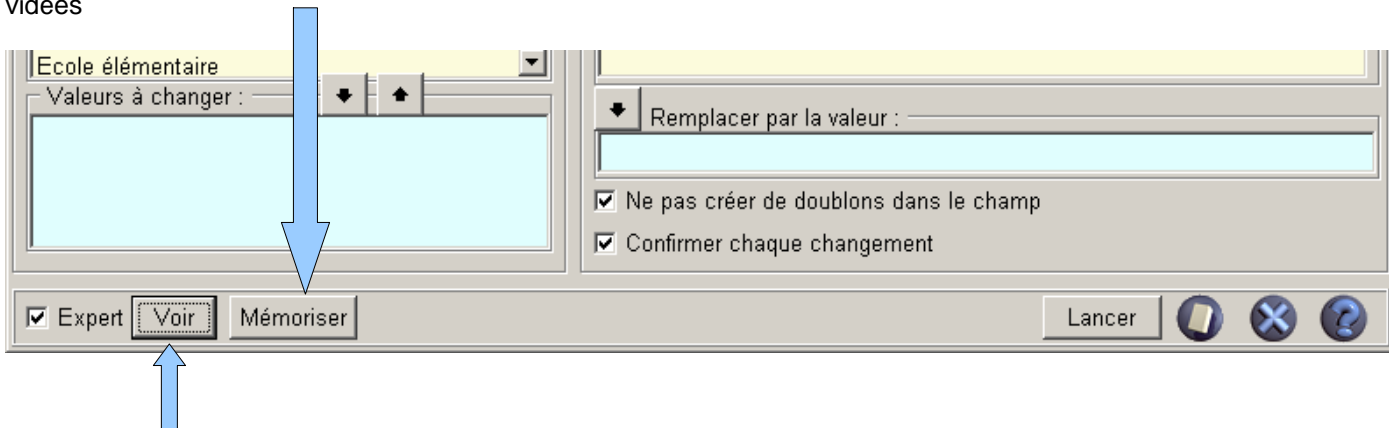 vidées
Ecole élémentaire
Valeurs à changer :
Remplacer par la valeur :
Ne pas créer de doublons dans le champ
Confirmer chaque changement
Expert Voir Mémoriser Lancer